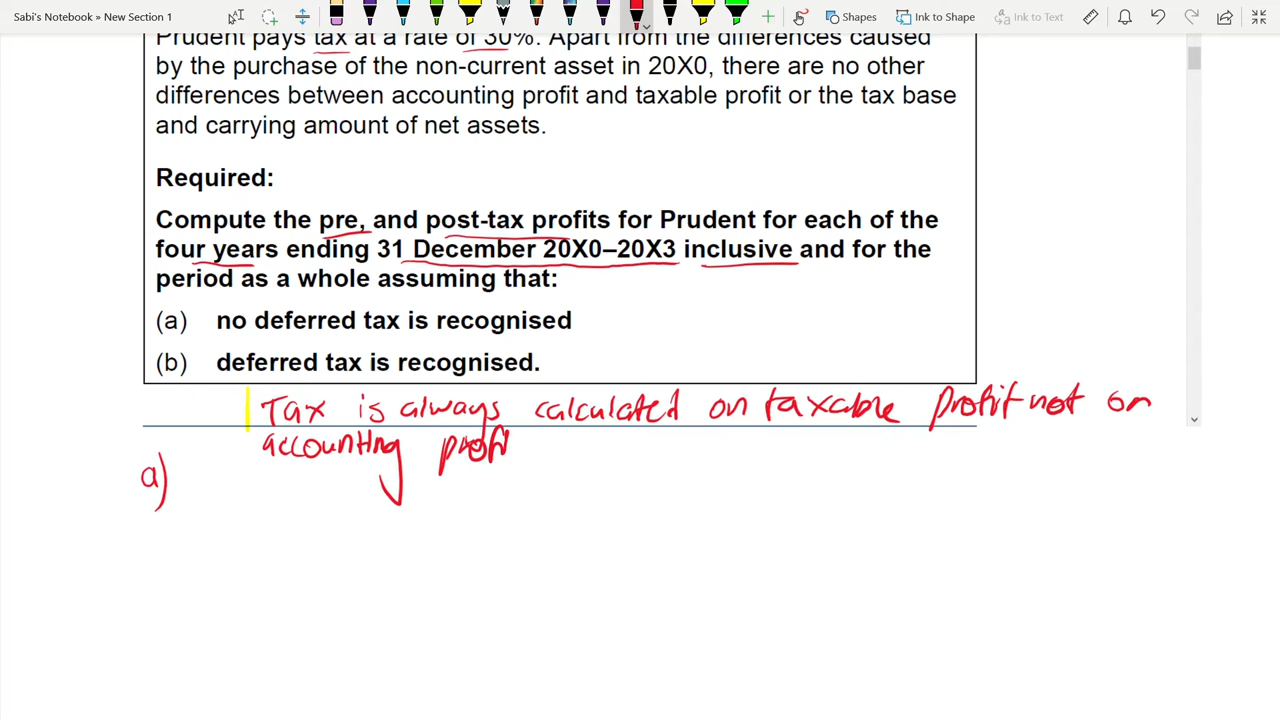 Sabi's Notebook » New Section 1
Shapes
Ink to Shape
Ink to Text
Prudent pays tax at a rate of 30%. Apart from the differences caused
by the purchase of the non-current asset in 20X0, there are no other
differences between accounting profit and taxable profit or the tax base
and carrying amount of net assets.
Required:
Compute the pre, and post-tax profits for Prudent for each of the
four years ending 31 December 20X0–20X3 inclusive and for the
period as a whole assuming that:
(a) no deferred tax is recognised
(b) deferred tax is recognised.
Tax is always calculated on taxable profit not on
accounting profit
a)